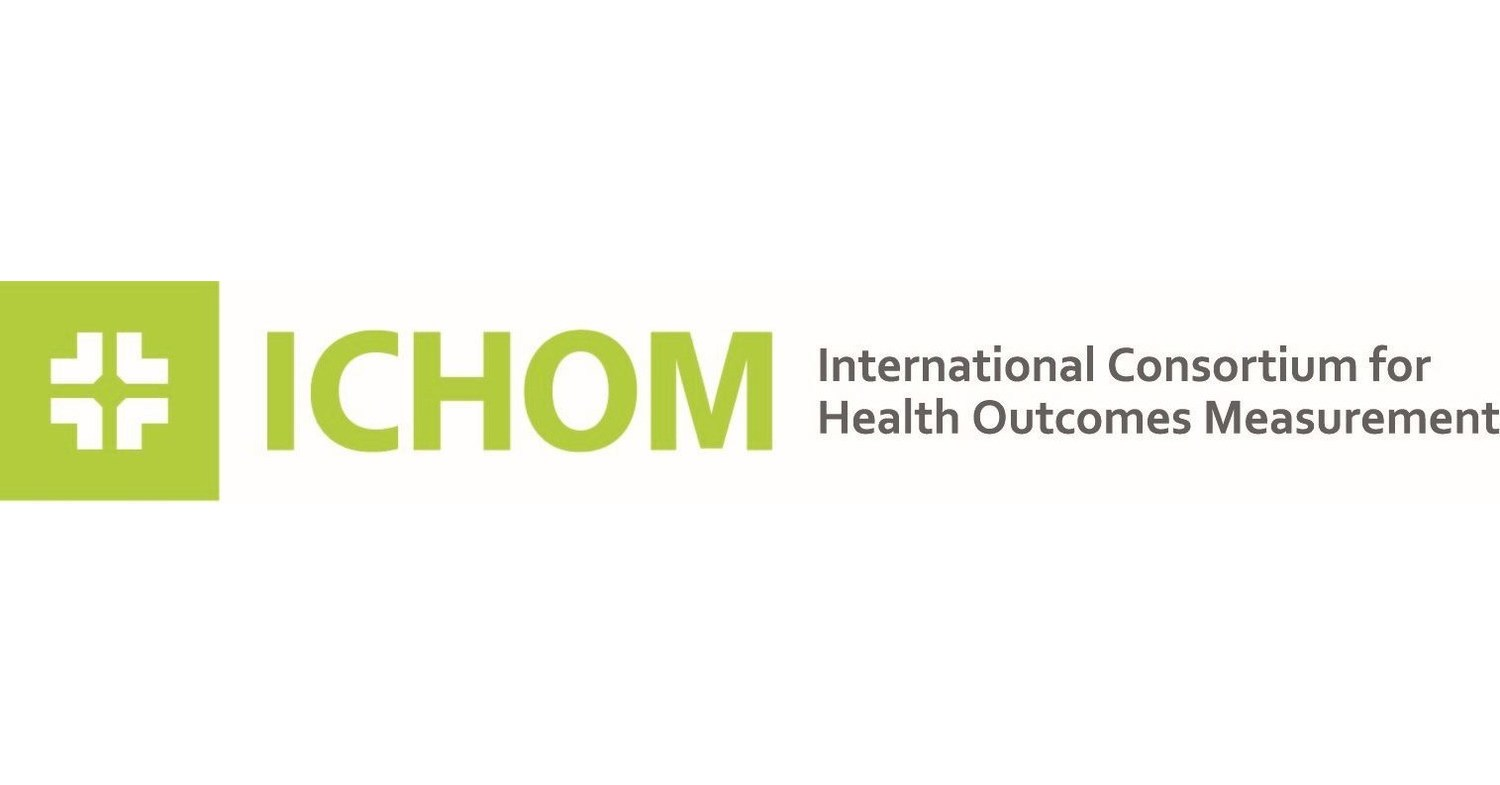 ICHOM
International Consortium for
Health Outcomes Measurement